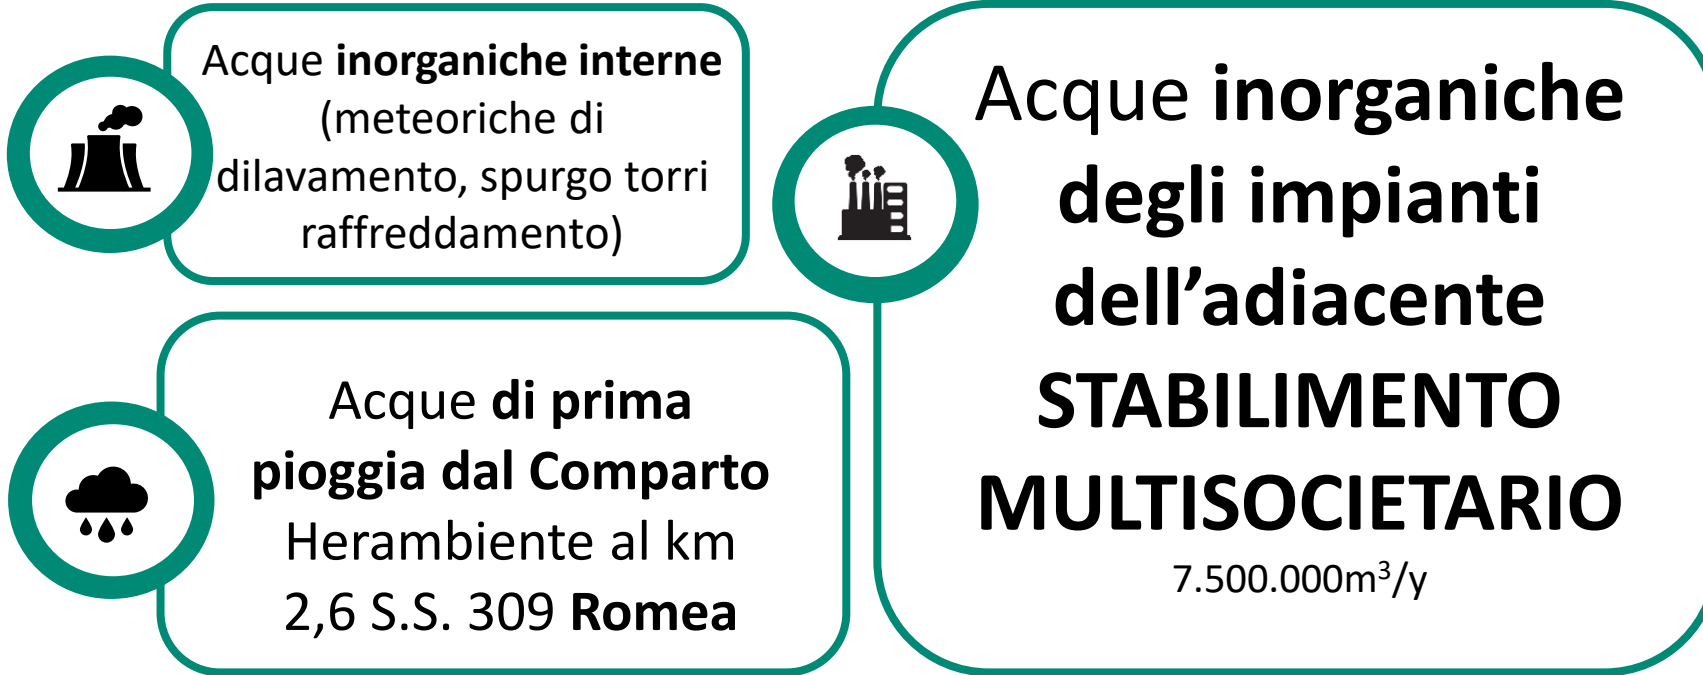 Acque inorganiche interne
(meteoriche di
dilavamento, spurgo torri
raffreddamento)
Acque di prima
pioggia dal Comparto
Herambiente al km
2,6 S.S. 309 Romea
Acque inorganiche
degli impianti
dell’adiacente
STABILIMENTO
MULTISOCIETARIO
7.500.000m³/y